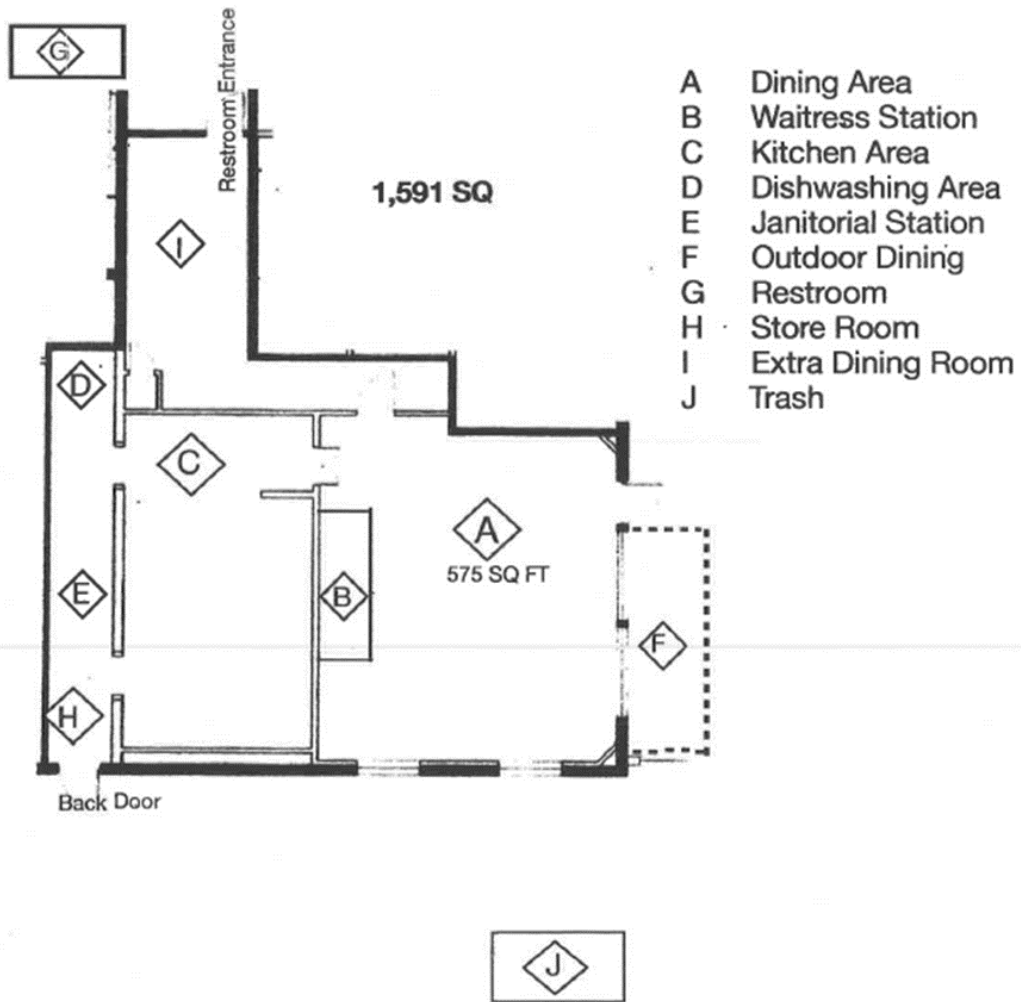 G
Restroom Entrance
A Dining Area
B Waitress Station
C Kitchen Area
D Dishwashing Area
E Janitorial Station
F Outdoor Dining
G Restroom
H Store Room
I Extra Dining Room
J Trash
1,591 SQ
I
D
C
A
575 SQ FT
E
B
F
H
Back Door
J